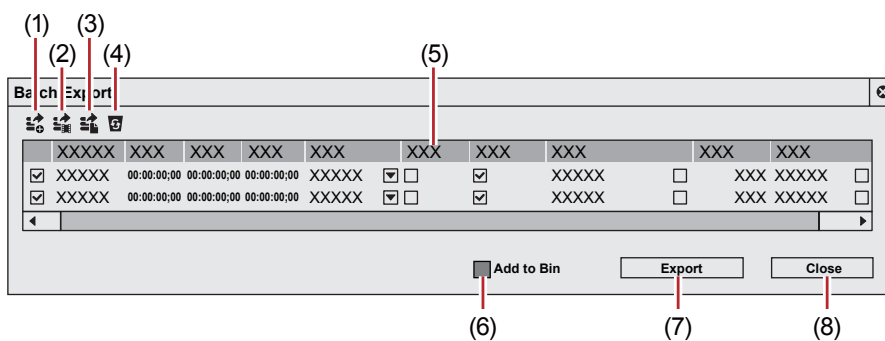 (1)
(2)
(3)
(4)
(5)
Batch Export
XXXXX XXX XXX XXX XXX XXX XXX XXX XXX XXX
XXXXX 00:00:00;00 00:00:00;00 00:00:00;00 XXXXX XXXXX XXX XXXXX
XXXXX 00:00:00;00 00:00:00;00 00:00:00;00 XXXXX XXXXX XXX XXXXX
Add to Bin Export Close
(6) (7) (8)